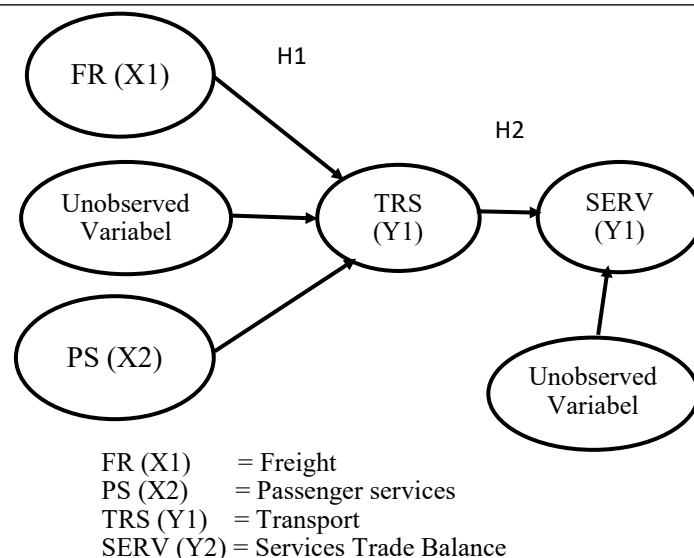 H1
FR (X1)
H2
Unobserved
Variabel
TRS
(Y1)
SERV
(Y1)
PS (X2)
Unobserved
Variabel
FR (X1) = Freight
PS (X2) = Passenger services
TRS (Y1) = Transport
SERV (Y2) = Services Trade Balance